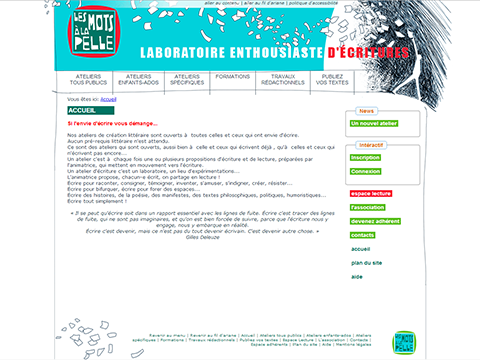 aller au contenu | aller au fil d'ariane | politique d'accessibilité
LES MOTS
À LA
PELLE
LABORATOIRE ENTHOUSIASTE D'ÉCRITURES
ATELIERS TOUS PUBLICS
ATELIERS ENFANTS-ADOS
ATELIERS SPÉCIFIQUES
FORMATIONS
TRAVAUX RÉDACTIONNELS
PUBLIEZ VOS TEXTES
Vous êtes ici: Accueil
ACCUEIL
Si l'envie d'écrire vous démange...
Nos ateliers de création littéraire sont ouverts à toutes celles et ceux qui ont envie d'écrire.
Aucun pré-requis littéraire n'est attendu.
Ce sont des ateliers qui sont ouverts, aussi bien à celle et ceux qui écrivent déjà , qu'à celles et ceux qui
n'écrivent pas encore...
Un atelier c'est à chaque fois une ou plusieurs propositions d'écriture et de lecture, préparées par
l'animatrice, qui mettent en mouvement vers l'écriture.
Un atelier d'écriture c'est un laboratoire, un lieu d'expérimentations...
L'animatrice propose, chacun-e écrit, on partage en lecture !
Écrire pour raconter, consigner, témoigner, inventer, s'amuser, s'indigner, créer, résister...
Écrire pour bifurquer, écrire pour forer des espaces...
Écrire des histoires, de la poésie, des manifestes, des textes philosophiques, politiques, humoristiques...
Écrire tout simplement !
« Il se peut qu'écrire soit dans un rapport essentiel avec les lignes de fuite. Écrire c'est tracer des lignes
de fuite, qui ne sont pas imaginaires, et qu'on est bien forcée de suivre, parce que l'écriture nous y
engage, nous y embarque en réalité.
Écrire c'est devenir, mais ce n'est pas du tout devenir écrivain. C'est devenir autre chose. »
Gilles Deleuze
News
Un nouvel atelier
Intéractif
Inscription
Connexion
espace lecture
l'association
devenez adhérent
contacts
accueil
plan du site
aide
Revenir au menu | Revenir au fil d'ariane | Accueil | Ateliers tous publics | Ateliers enfants-ados | Ateliers
spécifiques | Formations | Travaux rédactionnels | Publiez vos textes | Espace Lecture | L'association | Contacts |
Espace adhérents | Plan du site | Aide | Mentions légales